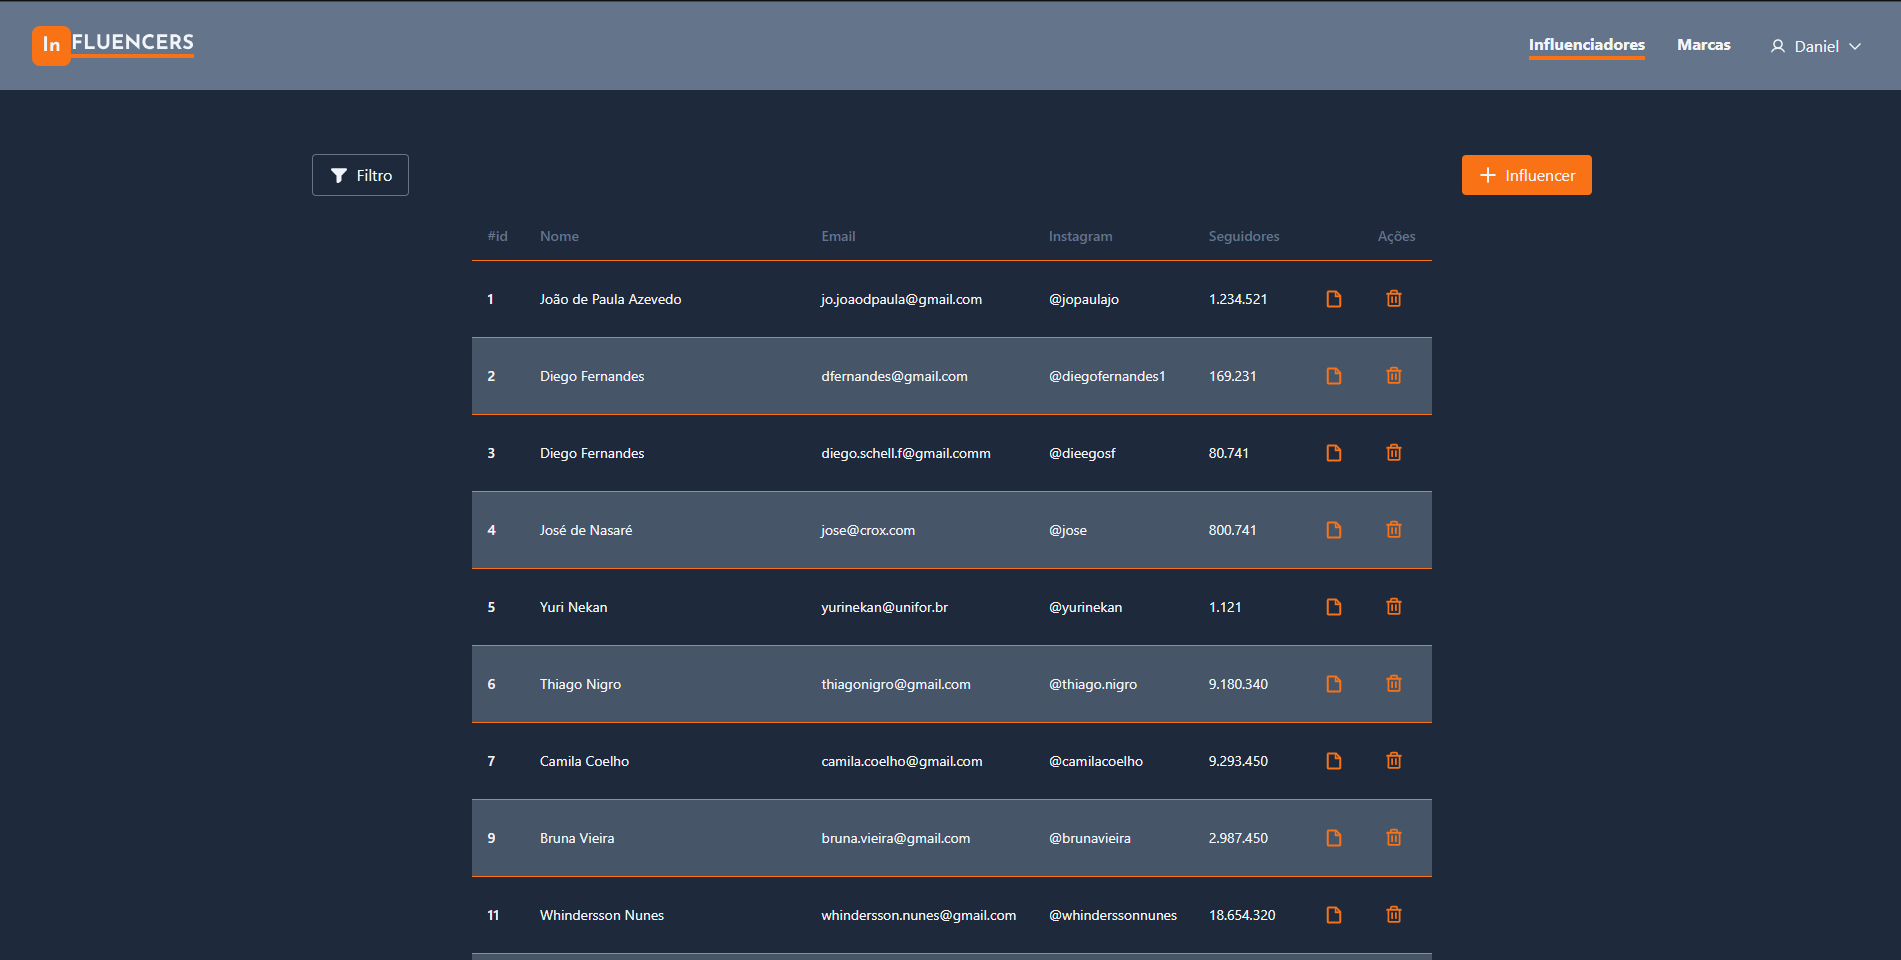 InFLUENCERS
Influenciadores Marcas Daniel
Filtro
Influencer
#id Nome Email Instagram Seguidores Ações
1 João de Paula Azevedo jo.joaodpaula@gmail.com @jopaulajo 1.234.521
2 Diego Fernandes dfernandes@gmail.com @diegofernandes1 169.231
3 Diego Fernandes diego.schell.f@gmail.comm @dieegosf 80.741
4 José de Nasaré jose@crox.com @jose 800.741
5 Yuri Nekan yurinekan@unifor.br @yurinekan 1.121
6 Thiago Nigro thiagonigro@gmail.com @thiago.nigro 9.180.340
7 Camila Coelho camila.coelho@gmail.com @camilacoelho 9.293.450
9 Bruna Vieira bruna.vieira@gmail.com @brunavieira 2.987.450
11 Whindersson Nunes whindersson.nunes@gmail.com @whinderssonnunes 18.654.320